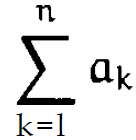 n
∑ aₖ
k=1